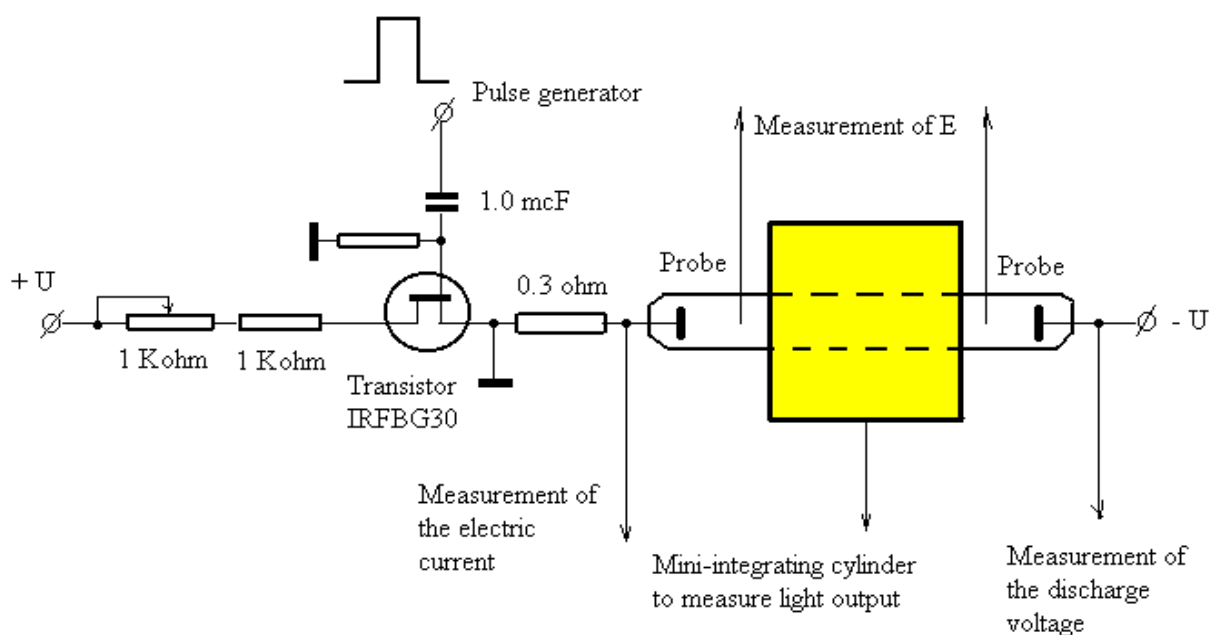 Pulse generator
Measurement of E
1.0 mcF
Probe
Probe
+ U
0.3 ohm
- U
1 Kohm
1 Kohm
Transistor
IRFBG30
Measurement of
the electric
current
Mini-integrating cylinder
to measure light output
Measurement of
the discharge
voltage